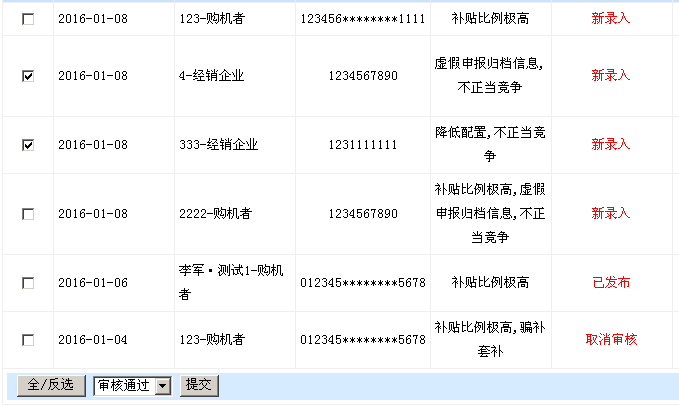 2016-01-08 123-购机者 123456********1111 补贴比例极高 新录入
2016-01-08 4-经销企业 1234567890 虚假申报归档信息,
不正当竞争 新录入
2016-01-08 333-经销企业 1231111111 降低配置,不正当竞
争 新录入
2016-01-08 2222-购机者 1234567890 补贴比例极高,虚假
申报归档信息,不正
当竞争 新录入
2016-01-06 李军·测试1-购机
者 012345********5678 补贴比例极高 已发布
2016-01-04 123-购机者 012345********5678 补贴比例极高,骗补
套补 取消审核
全/反选 审核通过 提交